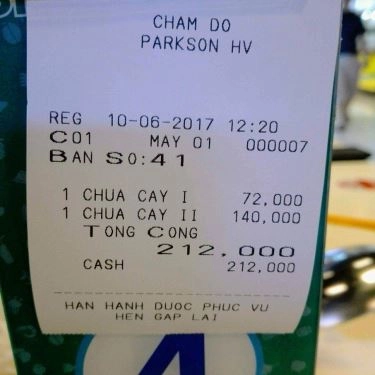 CHAM DO
PARKSON HV
REG 10-06-2017 12:20
C01 MAY 01 000007
BAN SO:41
1 CHUA CAY I 72,000
1 CHUA CAY II 140,000
TONG CONG
212,000
CASH 212,000
HAN HANH DUOC PHUC VU
HEN GAP LAI
4